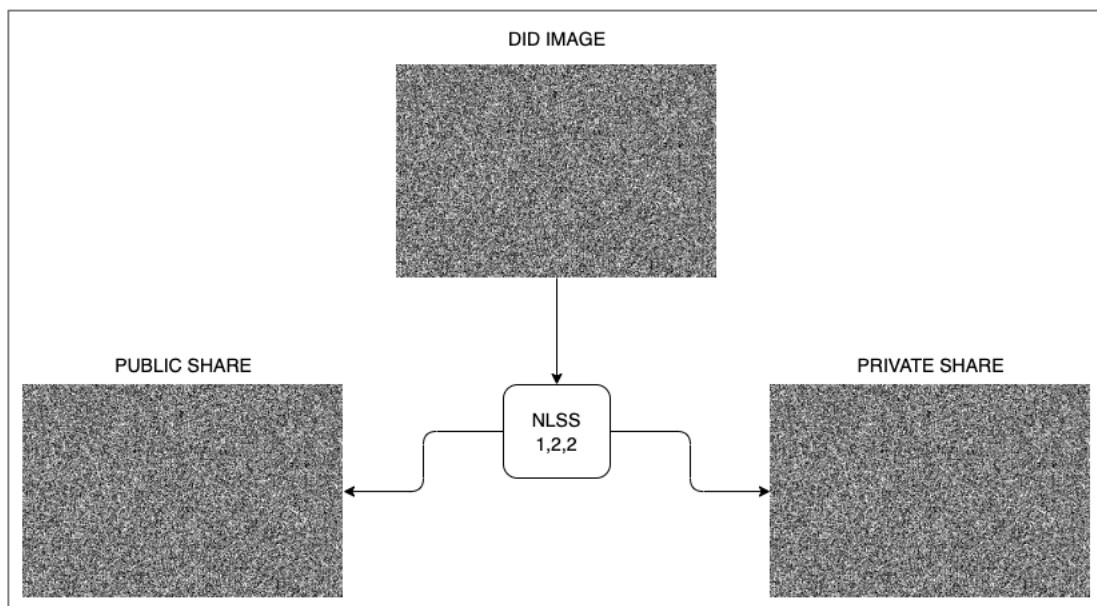 DID IMAGE
PUBLIC SHARE
PRIVATE SHARE
NLSS
1,2,2